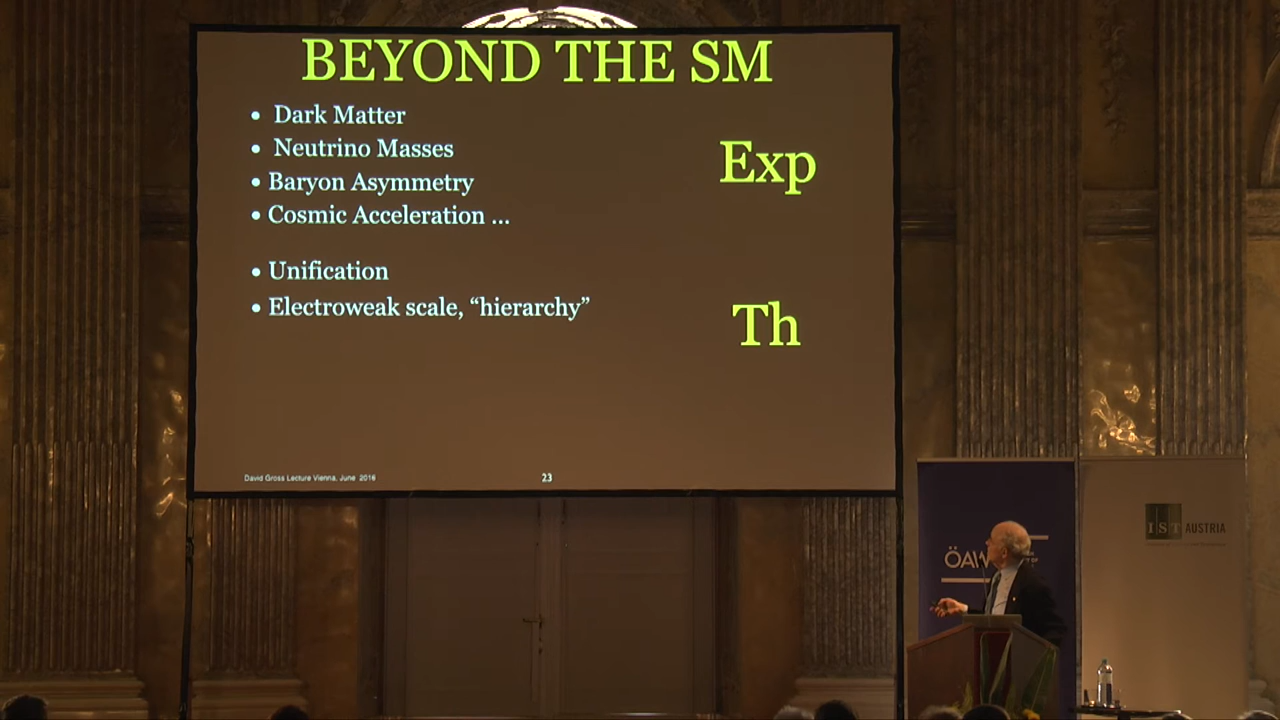 BEYOND THE SM
• Dark Matter
• Neutrino Masses
• Baryon Asymmetry
• Cosmic Acceleration ...
Exp
• Unification
• Electroweak scale, “hierarchy”
Th
David Gross Lecture Vienna, June 2016
23
ÖAW
IST AUSTRIA